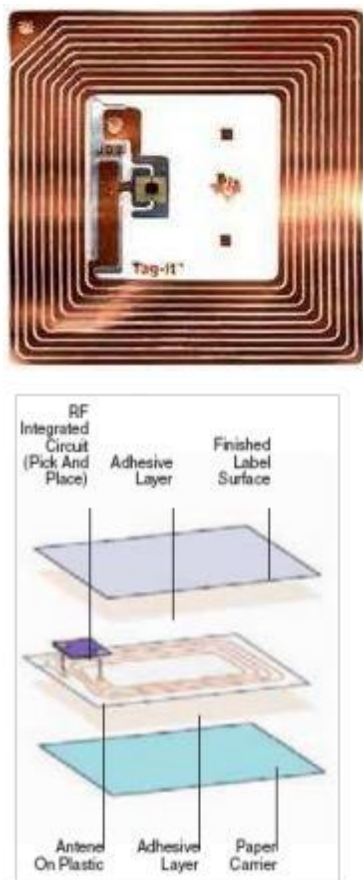 Tag-it™
RF
Integrated
Circuit
(Pick And
Place)
Adhesive
Layer
Finished
Label
Surface
Antene
On Plastic
Adhesive
Layer
Paper
Carrier